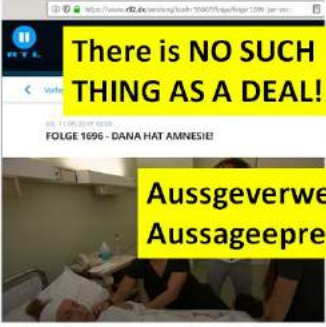 There is NO SUCH
THING AS A DEAL!
RTL
FOLGE 1696 - DANA HAT AMNESIE!
Aussgeverwe
Aussageepre